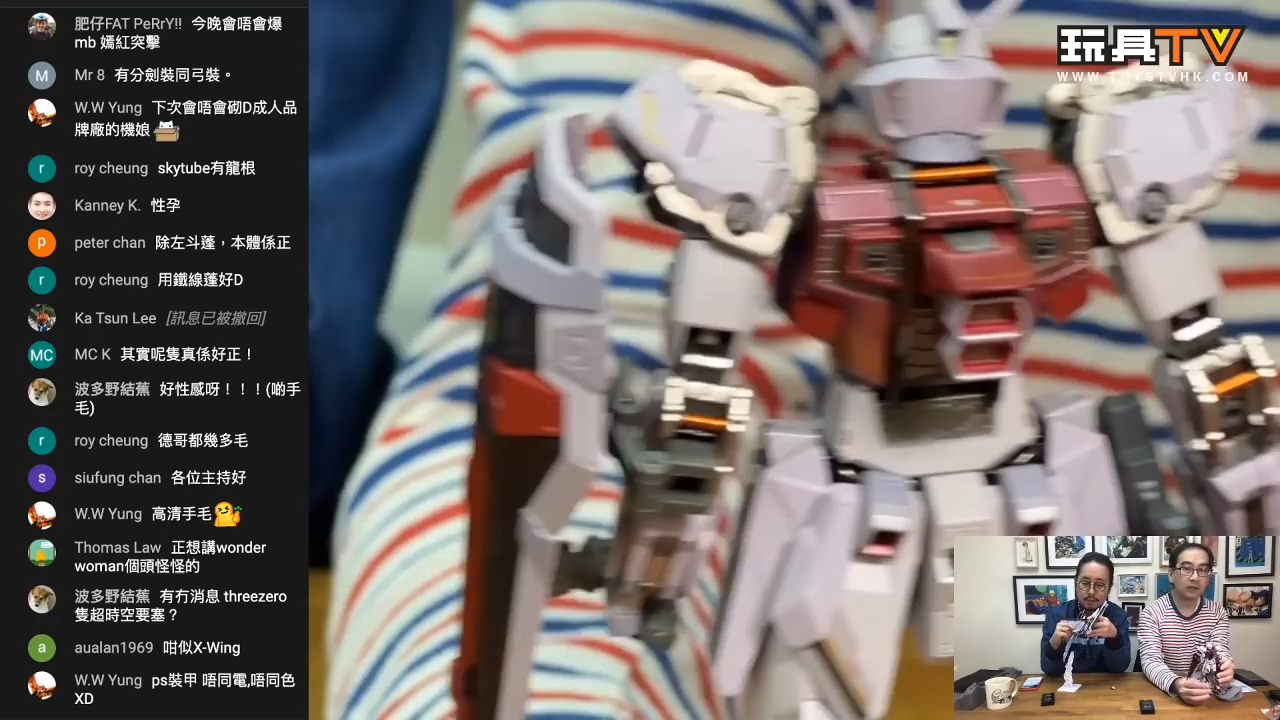 肥仔FAT PeRrY!! 今晚會唔會爆
mb 嫣紅突擊
M Mr 8 有分劍裝同弓裝。
W.W Yung 下次會唔會砌D成人品
牌廠的機娘
r roy cheung skytube有龍根
Kanney K. 性孕
p peter chan 除左斗蓬，本體係正
r roy cheung 用鐵線蓬好D
Ka Tsun Lee [訊息已被撤回]
MC MC K 其實呢隻真係好正！
波多野結蕉 好性感呀！！！(啲手
毛)
r roy cheung 德哥都幾多毛
s siufung chan 各位主持好
W.W Yung 高清手毛
Thomas Law 正想講wonder
woman個頭怪怪的
波多野結蕉 有冇消息 threezero
隻超時空要塞？
a aualan1969 咁似X-Wing
W.W Yung ps裝甲 唔同電,唔同色
XD
玩具TV
WWW.TOYSTVHK.COM